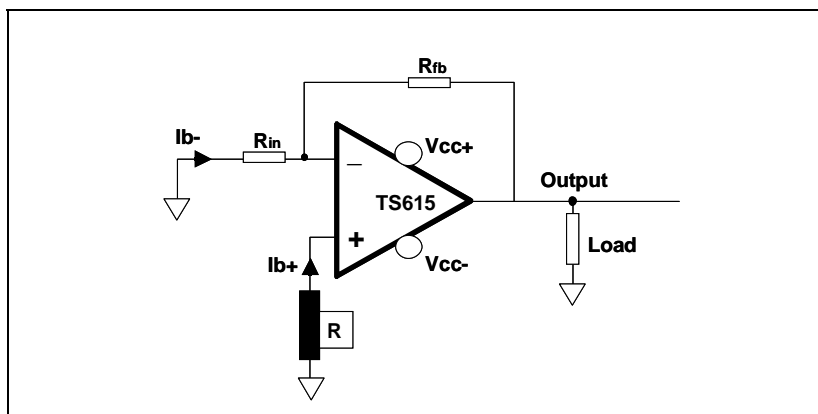 Rfb
Ib-
Rin
Vcc+
_
Output
TS615
+
Load
Ib+
Vcc-
R